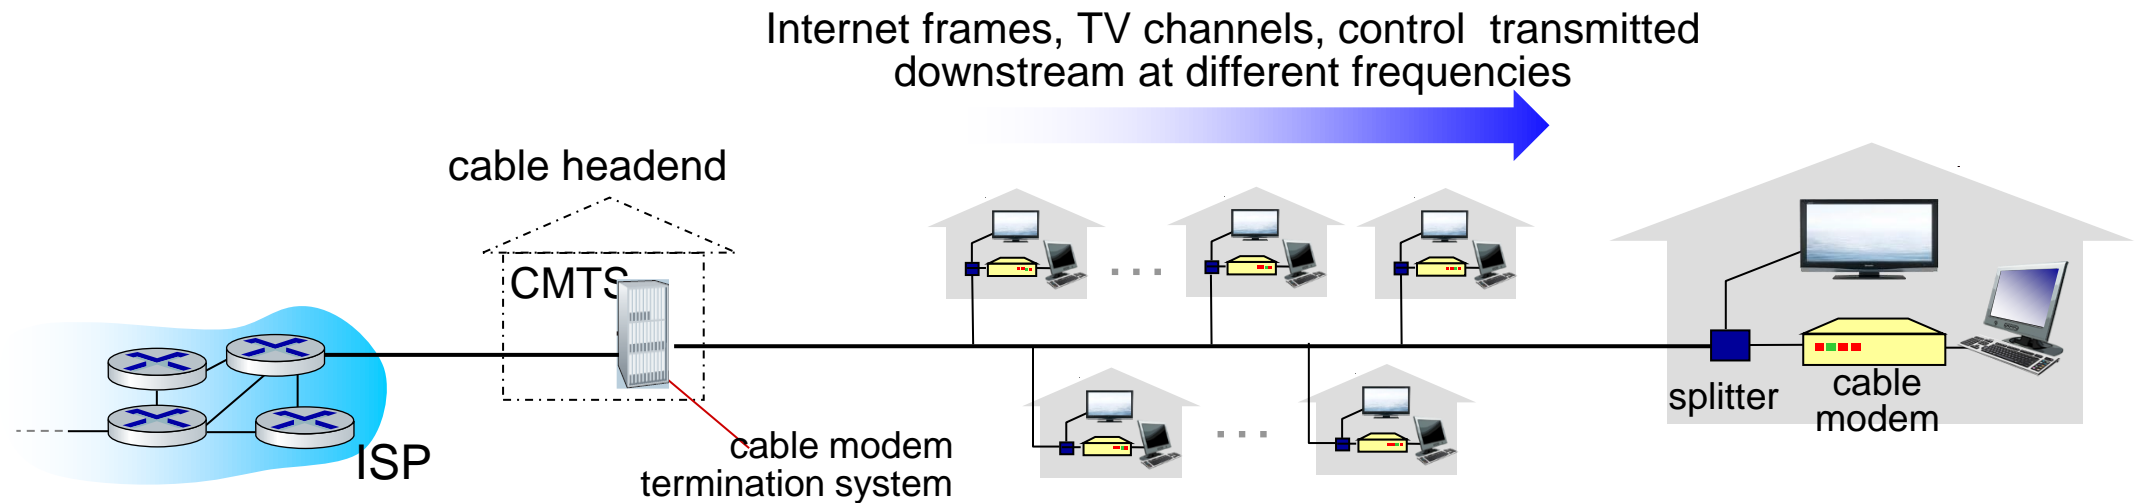 Internet frames, TV channels, control  transmitted
downstream at different frequencies
cable headend
CMTS
ISP
cable modem
termination system
splitter
cable
modem